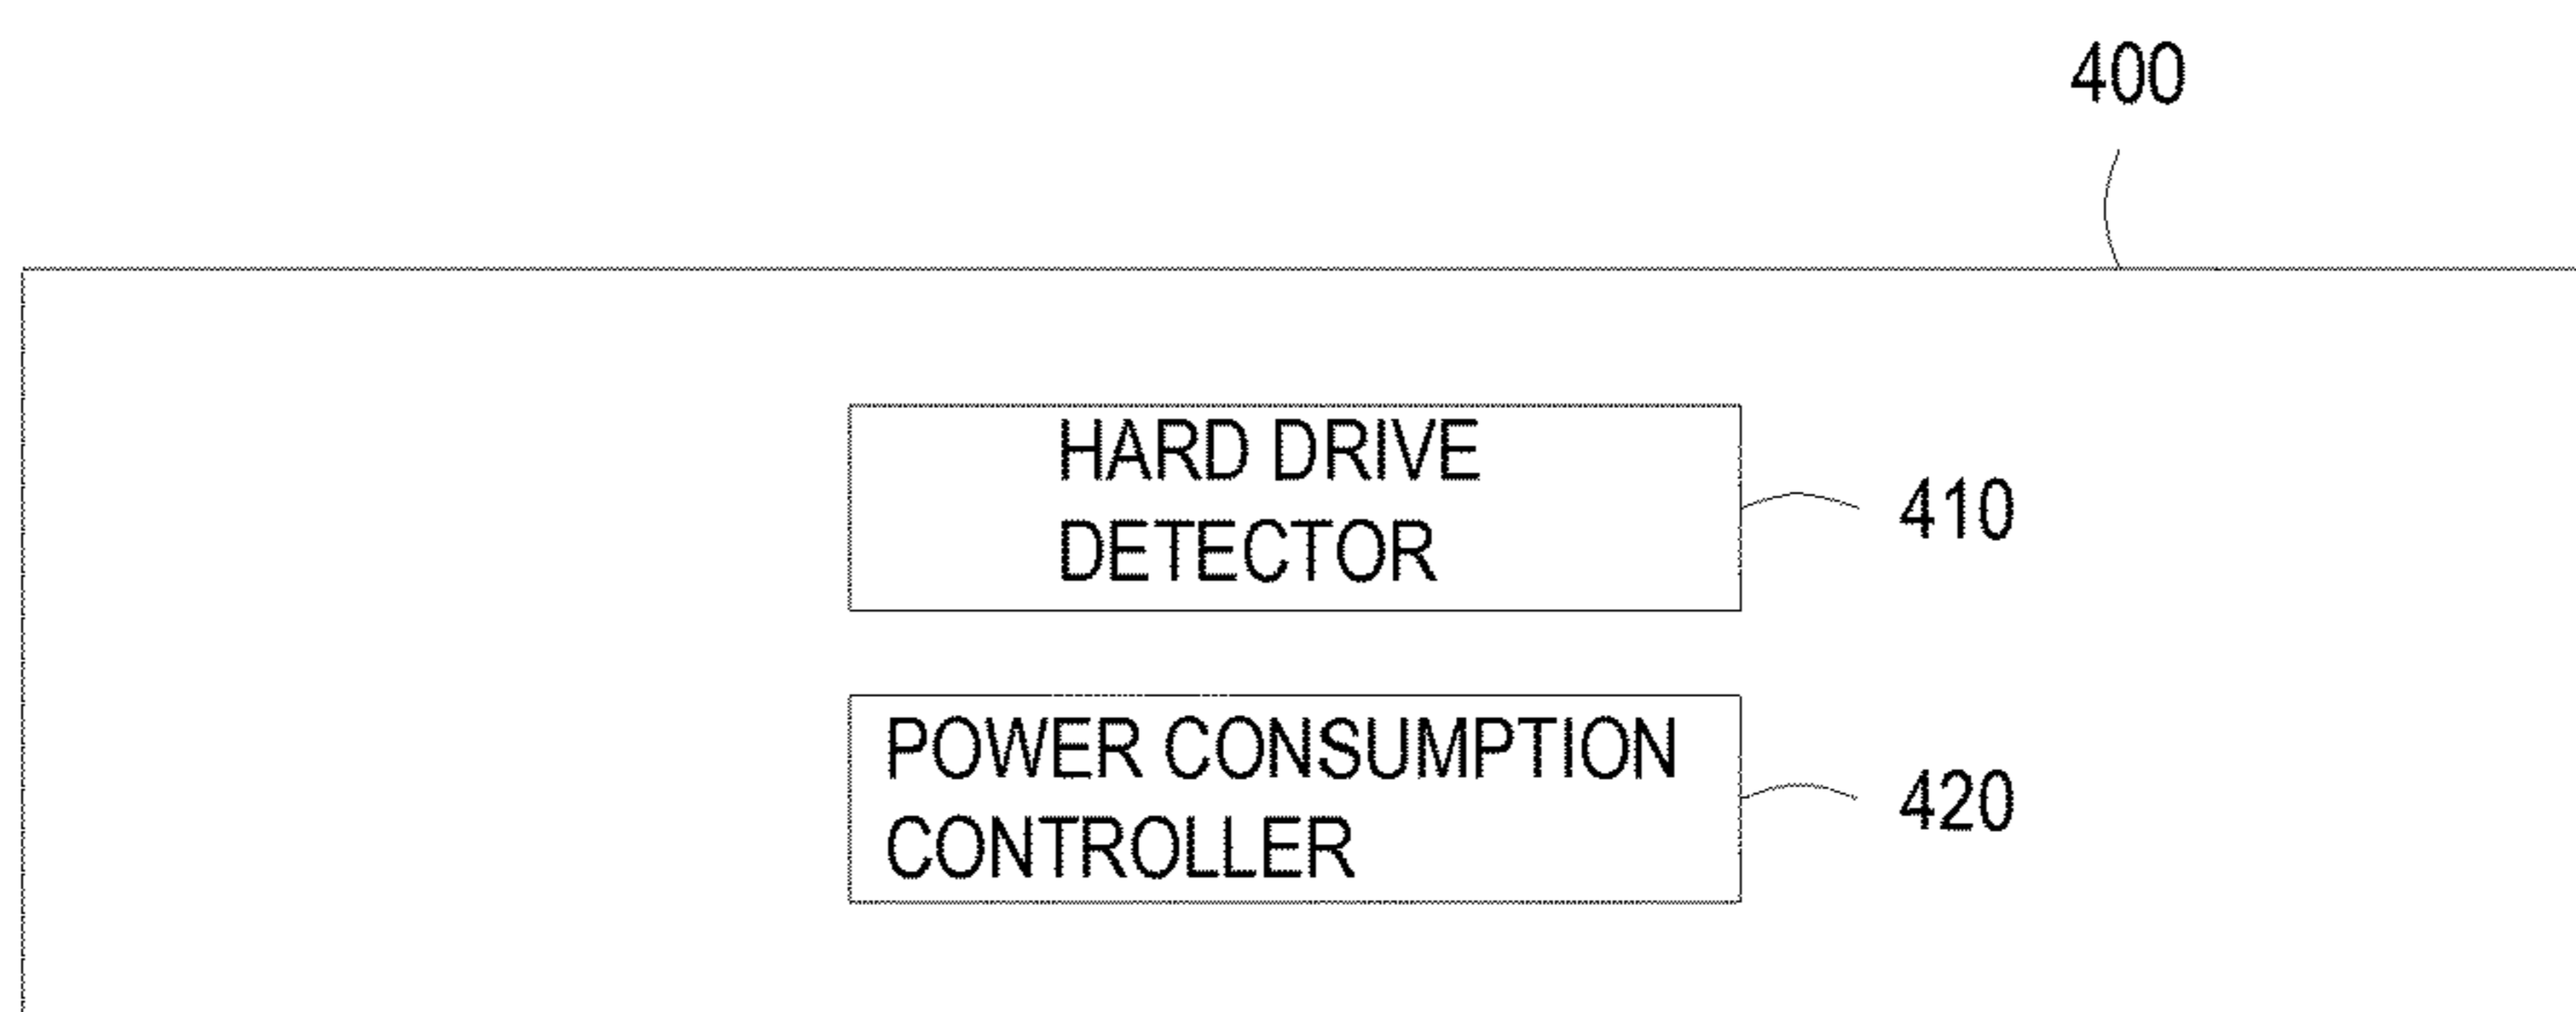 400
HARD DRIVE
DETECTOR
410
POWER CONSUMPTION
CONTROLLER
420